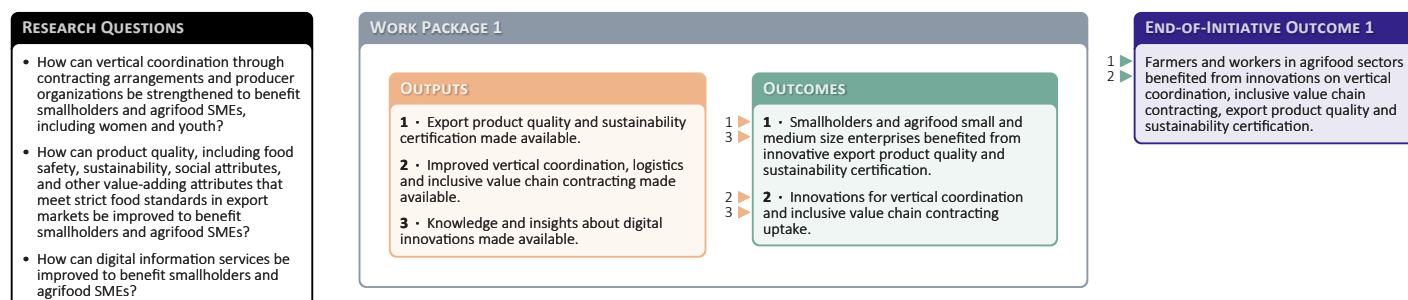 RESEARCH QUESTIONS
• How can vertical coordination through
contracting arrangements and producer
organizations be strengthened to benefit
smallholders and agrifood SMEs,
including women and youth?
• How can product quality, including food
safety, sustainability, social attributes,
and other value-adding attributes that
meet strict food standards in export
markets be improved to benefit
smallholders and agrifood SMEs?
• How can digital information services be
improved to benefit smallholders and
agrifood SMEs?
WORK PACKAGE 1
OUTPUTS
1 · Export product quality and sustainability
certification made available.
2 · Improved vertical coordination, logistics
and inclusive value chain contracting made
available.
3 · Knowledge and insights about digital
innovations made available.
OUTCOMES
1
3
1 · Smallholders and agrifood small and
medium size enterprises benefited from
innovative export product quality and
sustainability certification.
2
3
2 · Innovations for vertical coordination
and inclusive value chain contracting
uptake.
END-OF-INITIATIVE OUTCOME 1
1
2
Farmers and workers in agrifood sectors
benefited from innovations on vertical
coordination, inclusive value chain
contracting, export product quality and
sustainability certification.